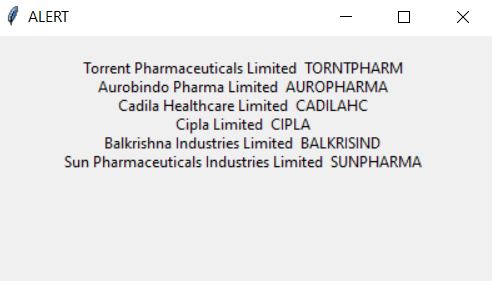 ALERT
Torrent Pharmaceuticals Limited  TORNTPHARM
Aurobindo Pharma Limited  AUROPHARMA
Cadila Healthcare Limited  CADILAHC
Cipla Limited  CIPLA
Balkrishna Industries Limited  BALKRISIND
Sun Pharmaceuticals Industries Limited  SUNPHARMA